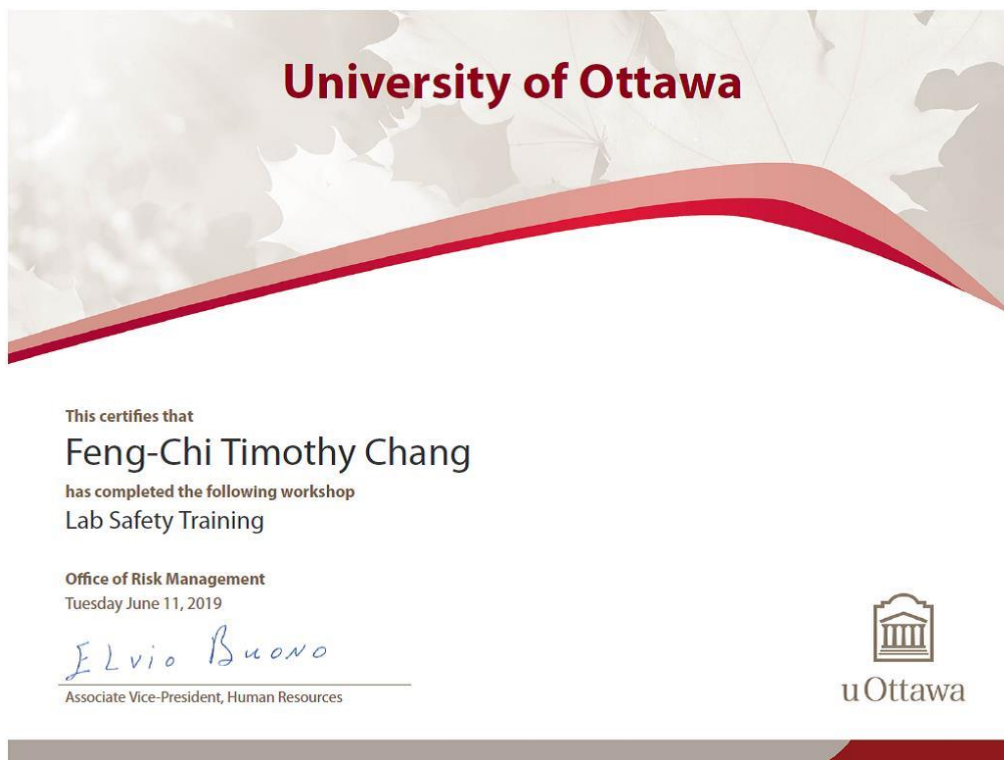 University of Ottawa
This certifies that
Feng-Chi Timothy Chang
has completed the following workshop
Lab Safety Training
Office of Risk Management
Tuesday June 11, 2019
ELvio Buono
Associate Vice-President, Human Resources
uOttawa